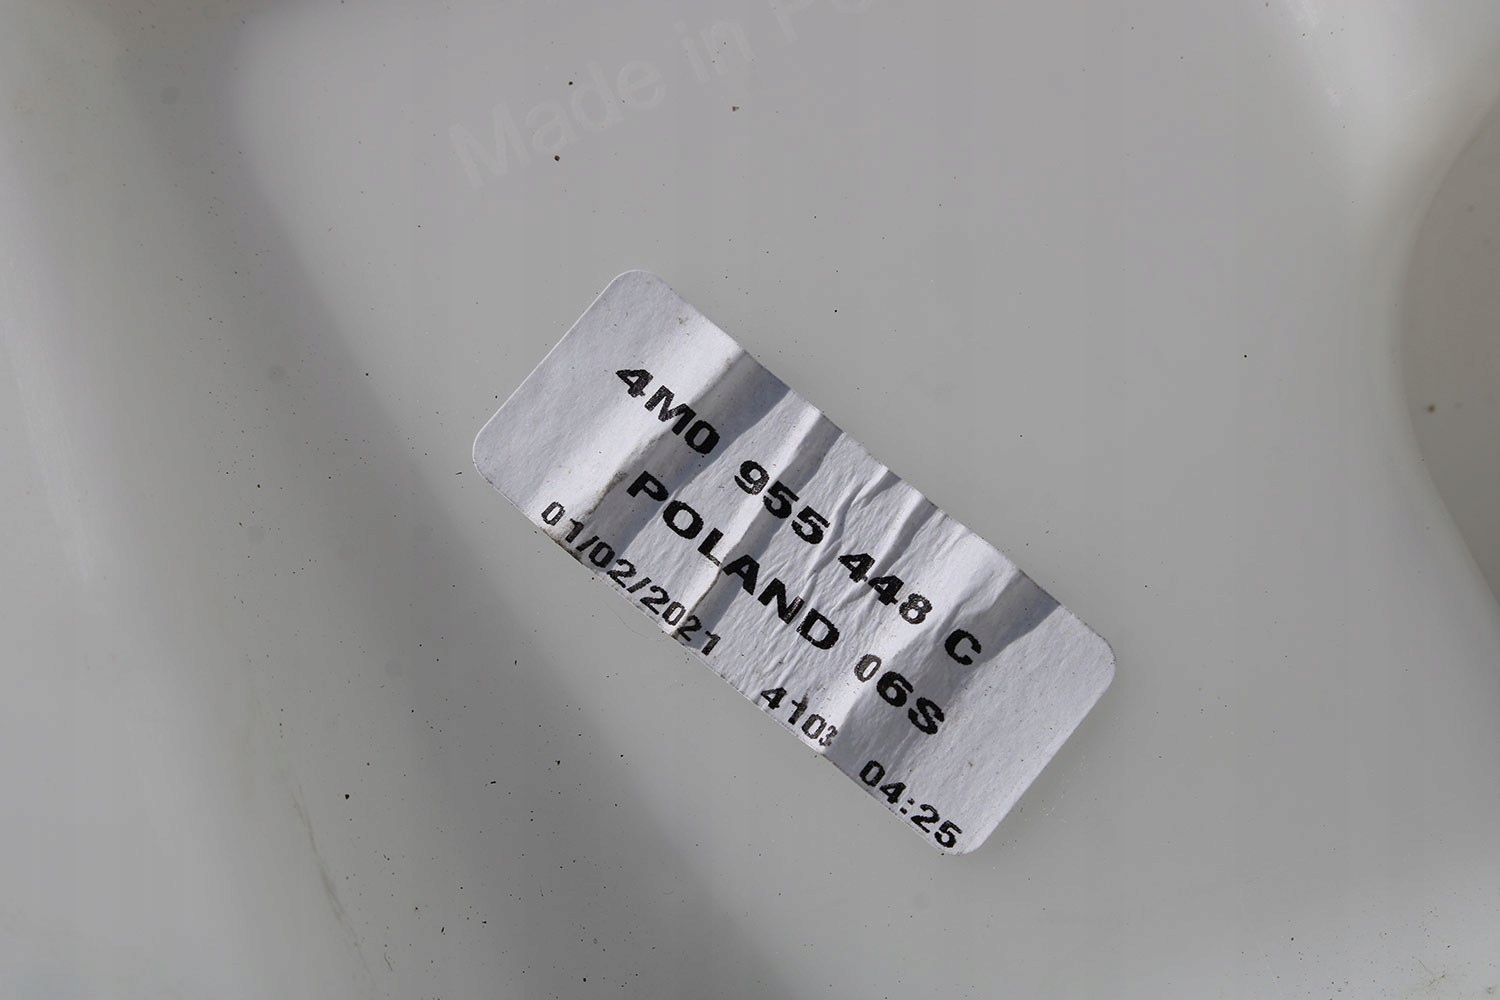 Made in
4M0 955 448 C
POLAND 06S
01/02/2021 4103 04:25